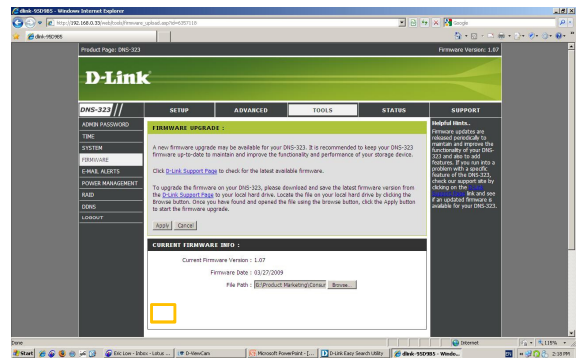 dlink-95D985 - Windows Internet Explorer
http://192.168.0.33/web/tools/firmware_upload.asp?id=6357110
Google
dlink-95D985
Product Page: DNS-323
Firmware Version: 1.07
D-Link
DNS-323
SETUP
ADVANCED
TOOLS
STATUS
SUPPORT
ADMIN PASSWORD
TIME
SYSTEM
FIRMWARE
E-MAIL ALERTS
POWER MANAGEMENT
RAID
DDNS
LOGOUT
FIRMWARE UPGRADE :
A new firmware upgrade may be available for your DNS-323. It is recommended to keep your DNS-323
firmware up-to-date to maintain and improve the functionality and performance of your storage device.
Click D-Link Support Page to check for the latest available firmware.
To upgrade the firmware on your DNS-323, please download and save the latest firmware version from
the D-Link Support Page to your local hard drive. Locate the file on your local hard drive by clicking the
Browse button. Once you have found and opened the file using the browse button, click the Apply button
to start the firmware upgrade.
Apply
Cancel
CURRENT FIRMWARE INFO :
Current Firmware Version : 1.07
Firmware Date : 03/27/2009
File Path : G:\Product Marketing\Consur
Browse...
Helpful Hints..
Firmware updates are
released periodically to
maintain and improve the
functionality of your DNS-
323 and also to add
features. If you run into a
problem with a specific
feature of the DNS-323,
check our support site by
clicking on the
link and see
if an updated firmware is
available for your DNS-323.
Done
Internet
115%
Start
Eric Low - Inbox - Lotus ...
D-ViewCam
Microsoft PowerPoint - [...
D-Link Easy Search Utility
dlink-95D985 - Windo...
EN
2:18 PM